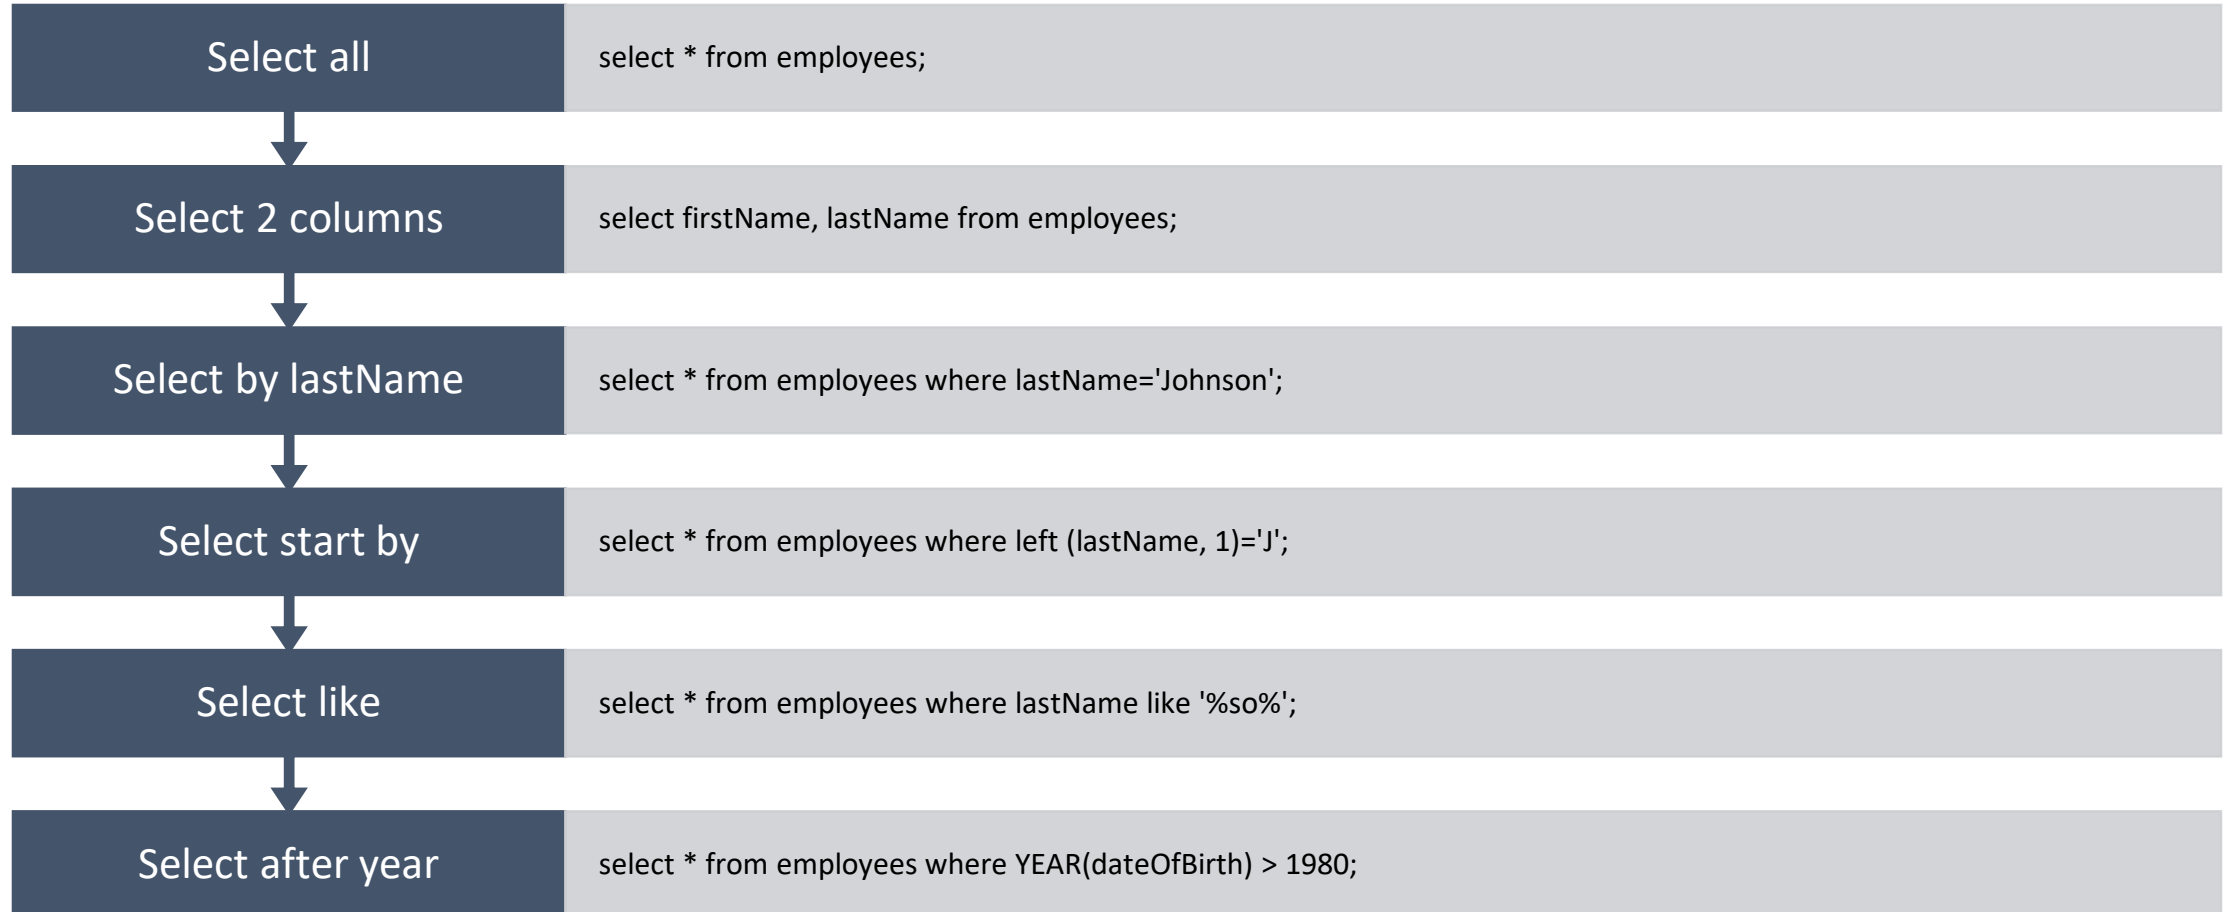 Select all
select * from employees;
Select 2 columns
select firstName, lastName from employees;
Select by lastName
select * from employees where lastName='Johnson';
Select start by
select * from employees where left (lastName, 1)='J';
Select like
select * from employees where lastName like '%so%';
Select after year
select * from employees where YEAR(dateOfBirth) > 1980;